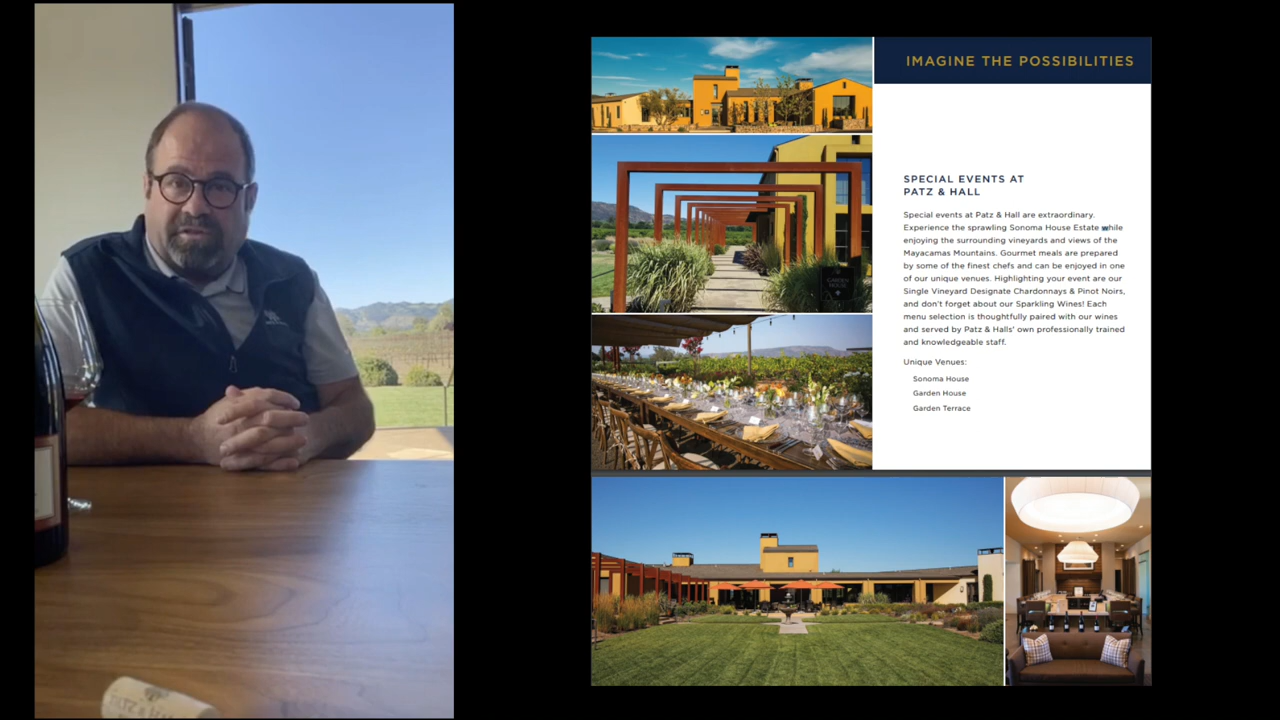 IMAGINE THE POSSIBILITIES
SPECIAL EVENTS AT
PATZ & HALL
Special events at Patz & Hall are extraordinary.
Experience the sprawling Sonoma House Estate while
enjoying the surrounding vineyards and views of the
Mayacamas Mountains. Gourmet meals are prepared
by some of the finest chefs and can be enjoyed in one
of our unique venues. Highlighting your event are our
Single Vineyard Designate Chardonnays & Pinot Noirs,
and don't forget about our Sparkling Wines! Each
menu selection is thoughtfully paired with our wines
and served by Patz & Halls' own professionally trained
and knowledgeable staff.
Unique Venues:
Sonoma House
Garden House
Garden Terrace
GARDEN
HOUSE
PATZ & HALL